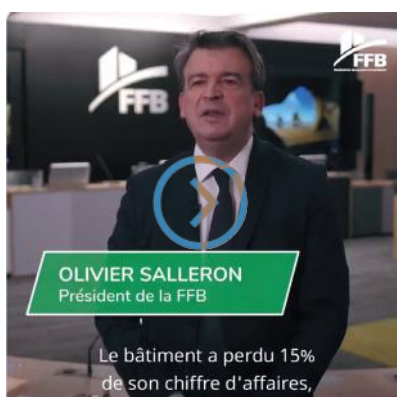 FFB
FFB
OLIVIER SALLERON
Président de la FFB
Le bâtiment a perdu 15%
de son chiffre d'affaires,